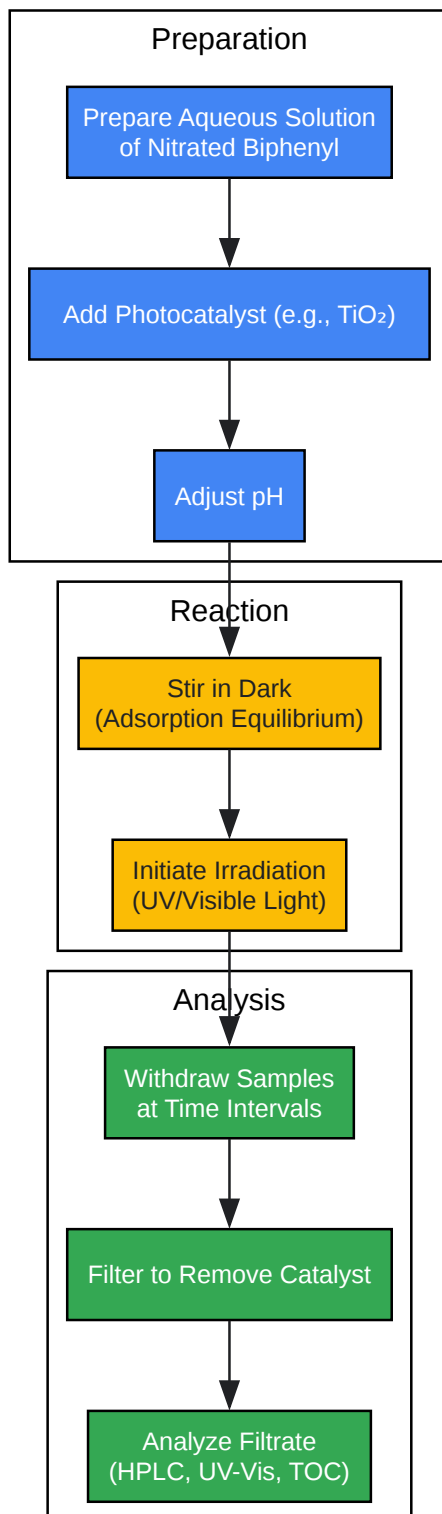 Preparation
Prepare Aqueous Solution
of Nitrated Biphenyl
Add Photocatalyst (e.g., TiO₂)
Adjust pH
Reaction
Stir in Dark
(Adsorption Equilibrium)
Initiate Irradiation
(UV/Visible Light)
Analysis
Withdraw Samples
at Time Intervals
Filter to Remove Catalyst
Analyze Filtrate
(HPLC, UV-Vis, TOC)